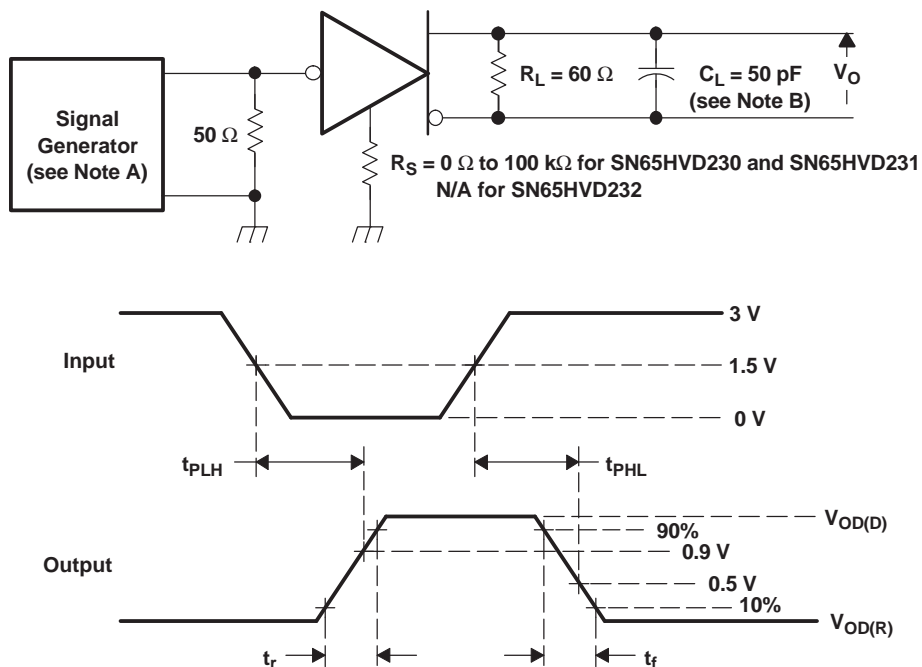 Signal
Generator
(see Note A)
50 Ω
R_L = 60 Ω
C_L = 50 pF
(see Note B)
V_O
R_S = 0 Ω to 100 kΩ for SN65HVD230 and SN65HVD231
N/A for SN65HVD232
Input
3 V
1.5 V
0 V
t_PLH
t_PHL
Output
V_OD(D)
90%
0.9 V
0.5 V
10%
V_OD(R)
t_r
t_f